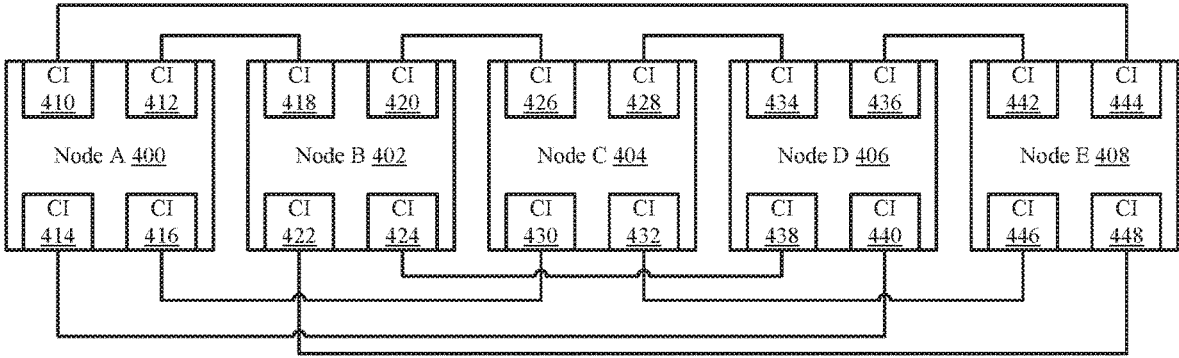 CI CI CI CI CI CI CI CI CI CI
410 412 418 420 426 428 434 436 442 444
Node A 400 Node B 402 Node C 404 Node D 406 Node E 408
CI CI CI CI CI CI CI CI CI CI
414 416 422 424 430 432 438 440 446 448